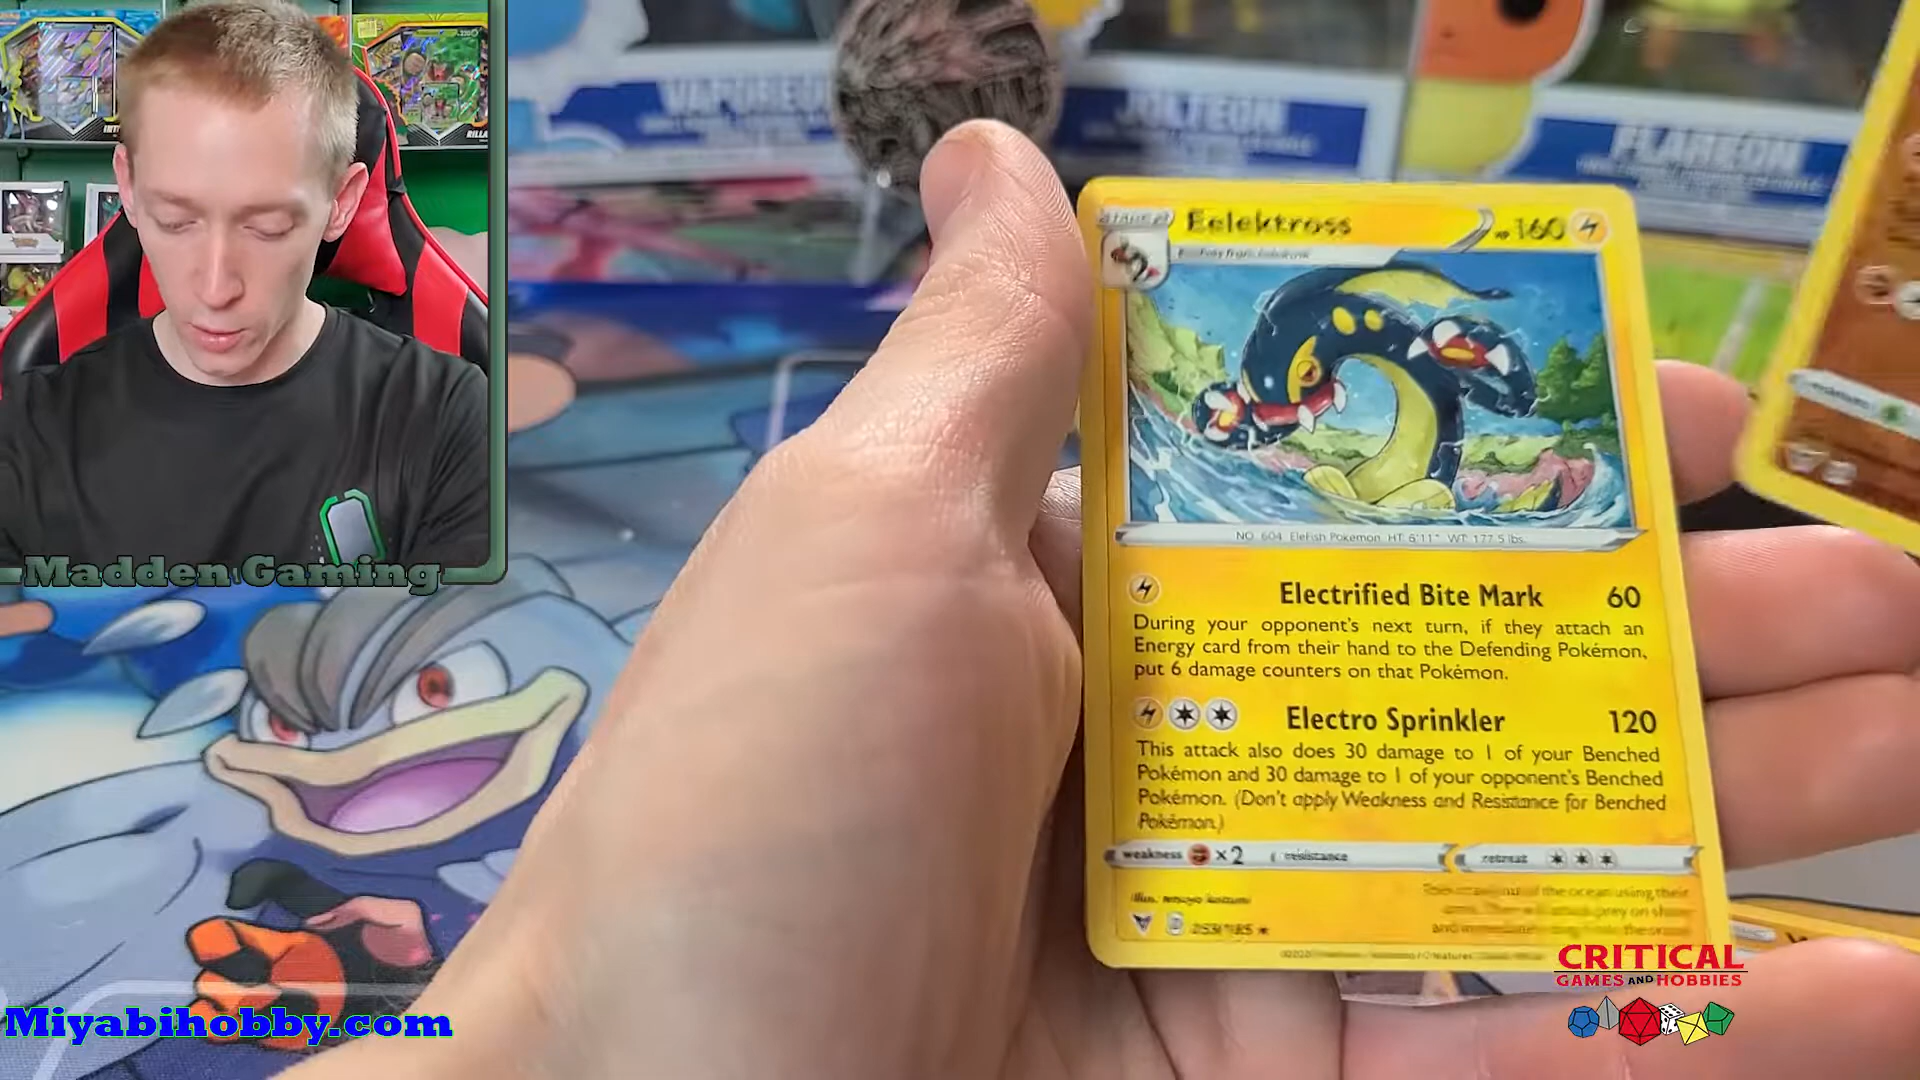 VAPOREON
JOLTEON
FLAREON
INT
RILLA
Eelektross
HP 160
NO. 604 EleFish Pokémon HT: 6'11" WT: 177.5 lbs.
Electrified Bite Mark 60
During your opponent's next turn, if they attach an
Energy card from their hand to the Defending Pokémon,
put 6 damage counters on that Pokémon.
Electro Sprinkler 120
This attack also does 30 damage to 1 of your Benched
Pokémon and 30 damage to 1 of your opponent's Benched
Pokémon. (Don't apply Weakness and Resistance for Benched
Pokémon.)
weakness ×2 resistance retreat
Madden Gaming
Miyabihobby.com
CRITICAL
GAMES AND HOBBIES